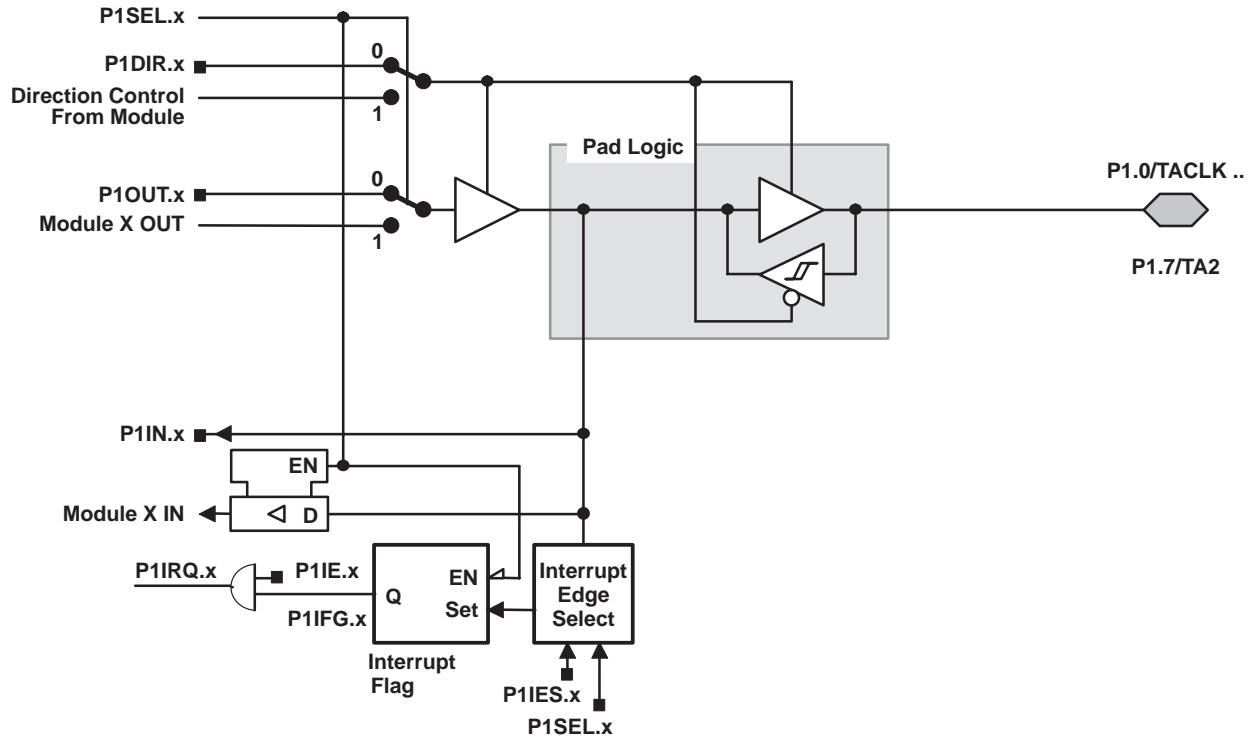 P1SEL.x
0
P1DIR.x
Direction Control
From Module
1
Pad Logic
P1.0/TACLK ..
0
P1OUT.x
Module X OUT
1
P1.7/TA2
P1IN.x
EN
Module X IN
D
P1IRQ.x
P1IE.x
P1IFG.x
Q
EN
Set
Interrupt
Edge
Select
Interrupt
Flag
P1IES.x
P1SEL.x